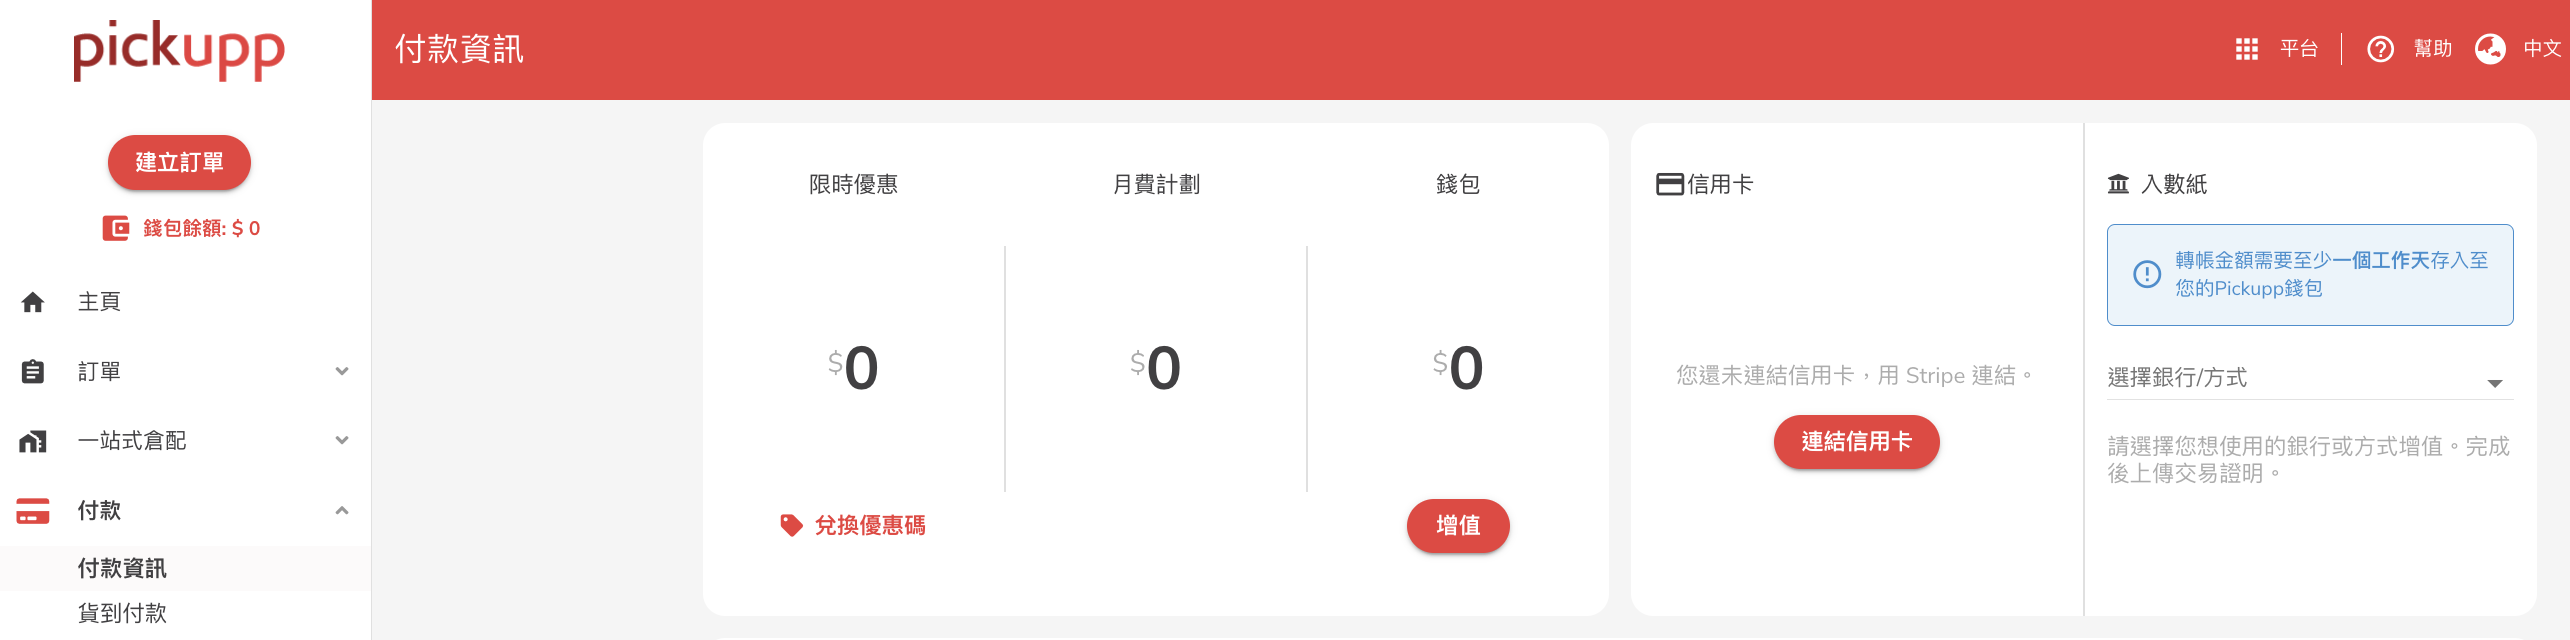 pickupp
建立訂單
錢包餘額: $ 0
主頁
訂單
一站式倉配
付款
付款資訊
貨到付款
付款資訊
平台
幫助
中文
限時優惠
月費計劃
錢包
$0
$0
$0
兌換優惠碼
增值
信用卡
您還未連結信用卡，用 Stripe 連結。
連結信用卡
入數紙
轉帳金額需要至少一個工作天存入至
您的Pickupp錢包
選擇銀行/方式
請選擇您想使用的銀行或方式增值。完成
後上傳交易證明。